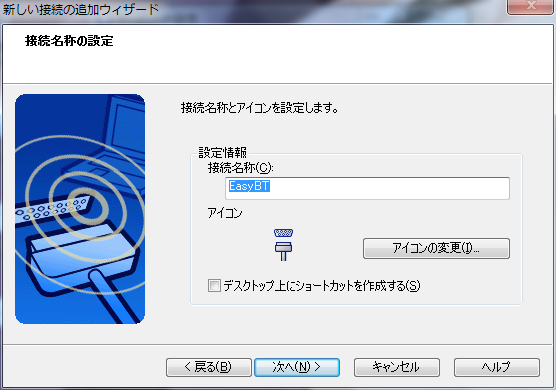 新しい接続の追加ウィザード
接続名称の設定
接続名称とアイコンを設定します。
設定情報
接続名称(C):
EasyBT
アイコン
アイコンの変更(I)...
デスクトップ上にショートカットを作成する(S)
< 戻る(B)
次へ(N) >
キャンセル
ヘルプ